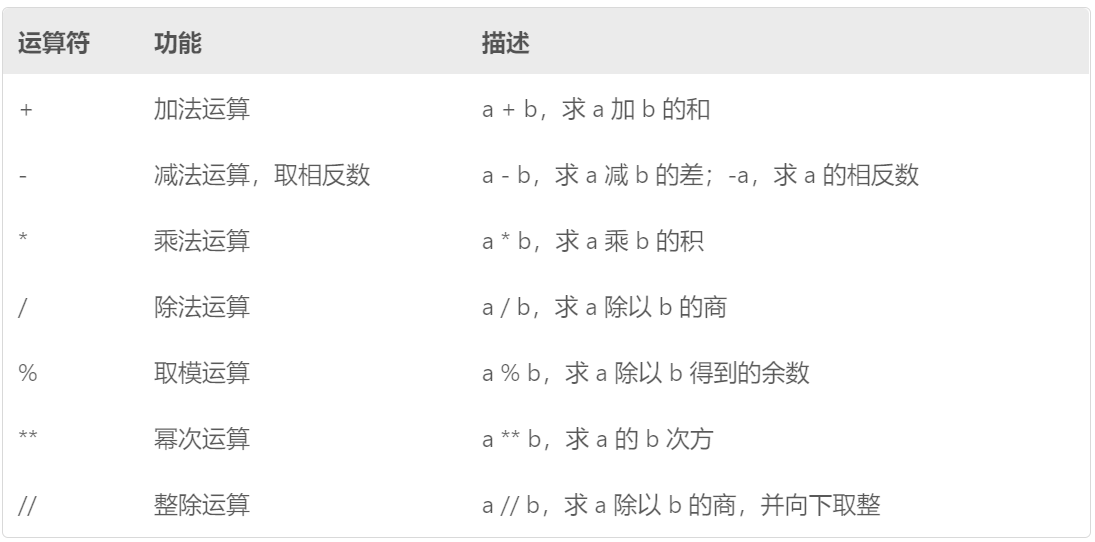 运算符 功能 描述
+ 加法运算 a + b，求 a 加 b 的和
- 减法运算，取相反数 a - b，求 a 减 b 的差；-a，求 a 的相反数
* 乘法运算 a * b，求 a 乘 b 的积
/ 除法运算 a / b，求 a 除以 b 的商
% 取模运算 a % b，求 a 除以 b 得到的余数
** 幂次运算 a ** b，求 a 的 b 次方
// 整除运算 a // b，求 a 除以 b 的商，并向下取整